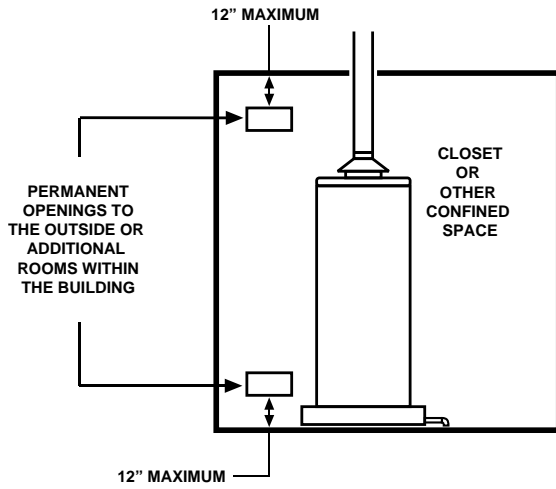 12” MAXIMUM
CLOSET
OR
OTHER
CONFINED
SPACE
PERMANENT
OPENINGS TO
THE OUTSIDE OR
ADDITIONAL
ROOMS WITHIN
THE BUILDING
12” MAXIMUM